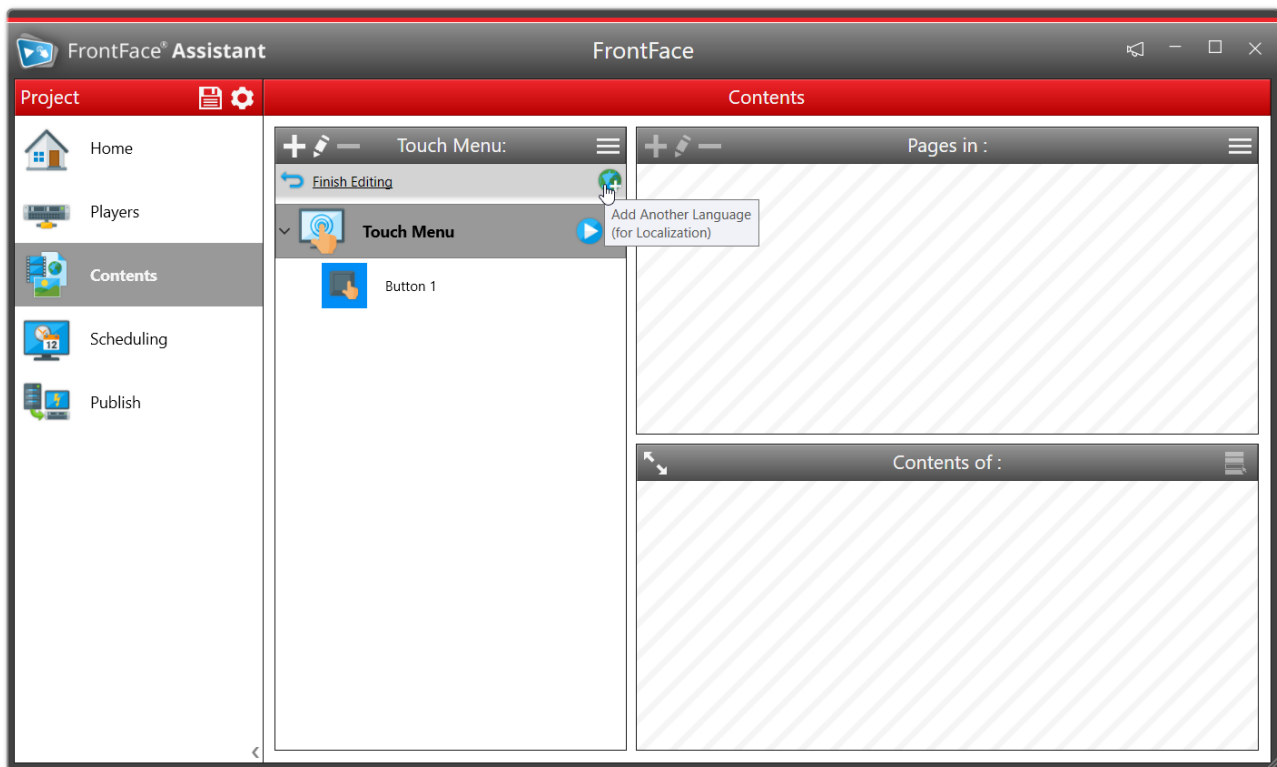 FrontFace® Assistant
FrontFace
Project
Contents
Home
Players
Contents
Scheduling
12
Publish
Touch Menu:
Finish Editing
Touch Menu
Button 1
Add Another Language
(for Localization)
Pages in :
Contents of :